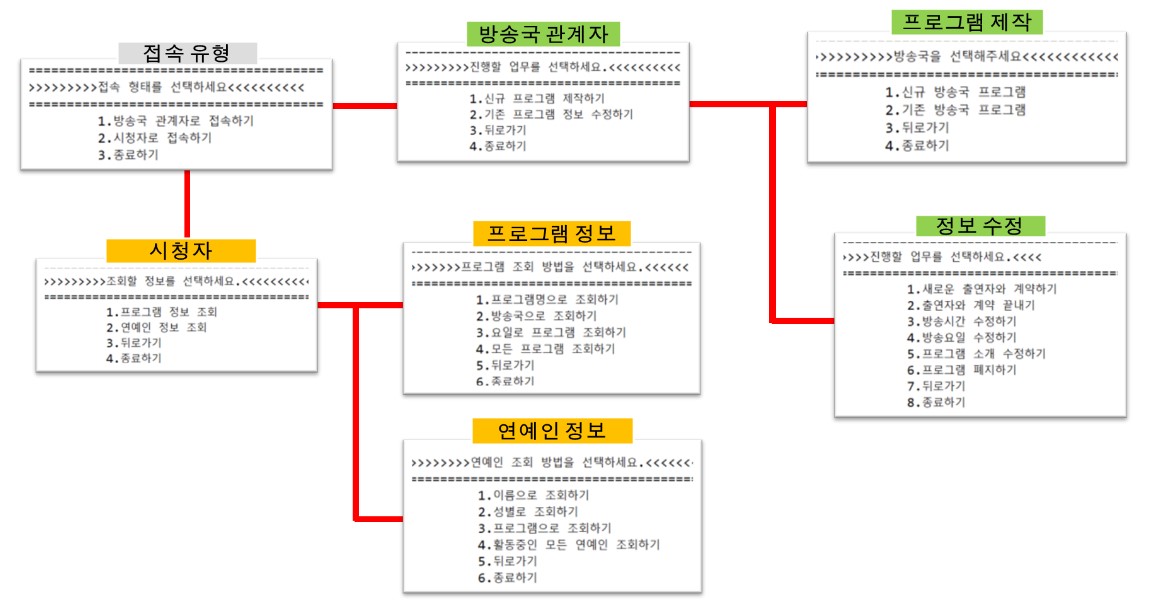 접속 유형
======================================
>>>>>>>>>접속 형태를 선택하세요<<<<<<<<<<
======================================
1.방송국 관계자로 접속하기
2.시청자로 접속하기
3.종료하기
방송국 관계자
>>>>>>>>>진행할 업무를 선택하세요.<<<<<<<<<<
======================================
1.신규 프로그램 제작하기
2.기존 프로그램 정보 수정하기
3.뒤로가기
4.종료하기
프로그램 제작
>>>>>>>>>>방송국을 선택해주세요<<<<<<<<<<<<<
======================================
1.신규 방송국 프로그램
2.기존 방송국 프로그램
3.뒤로가기
4.종료하기
시청자
>>>>>>>>>조회할 정보를 선택하세요.<<<<<<<<<<
======================================
1.프로그램 정보 조회
2.연예인 정보 조회
3.뒤로가기
4.종료하기
프로그램 정보
>>>>>>>프로그램 조회 방법을 선택하세요.<<<<<<
======================================
1.프로그램명으로 조회하기
2.방송국으로 조회하기
3.요일로 프로그램 조회하기
4.모든 프로그램 조회하기
5.뒤로가기
6.종료하기
정보 수정
>>>>진행할 업무를 선택하세요.<<<<
======================================
1.새로운 출연자와 계약하기
2.출연자와 계약 끝내기
3.방송시간 수정하기
4.방송요일 수정하기
5.프로그램 소개 수정하기
6.프로그램 폐지하기
7.뒤로가기
8.종료하기
연예인 정보
>>>>>>>>연예인 조회 방법을 선택하세요.<<<<<<
======================================
1.이름으로 조회하기
2.성별로 조회하기
3.프로그램으로 조회하기
4.활동중인 모든 연예인 조회하기
5.뒤로가기
6.종료하기